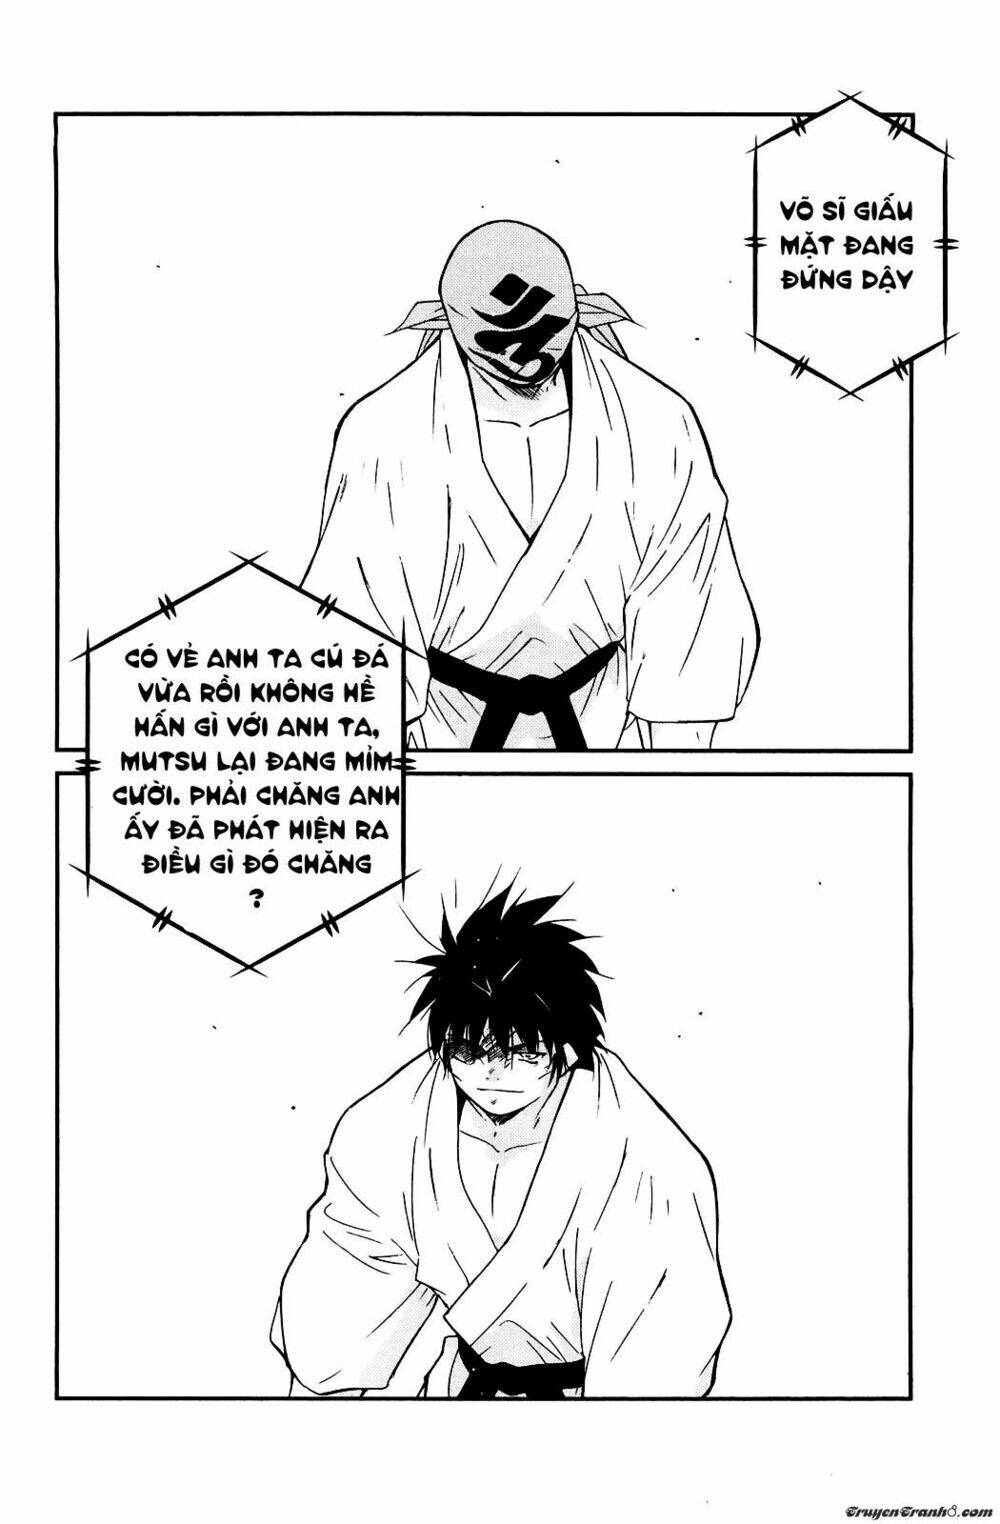 VÕ SĨ GIẤU
MẶT ĐANG
ĐỨNG DẬY
CÓ VẺ ANH TA CÚ ĐÁ
VỪA RỒI KHÔNG HỀ
HẤN GÌ VỚI ANH TA,
MUTSU LẠI ĐANG MỈM
CƯỜI. PHẢI CHĂNG ANH
ẤY ĐÃ PHÁT HIỆN RA
ĐIỀU GÌ ĐÓ CHĂNG
?
TruyenTranh8.com